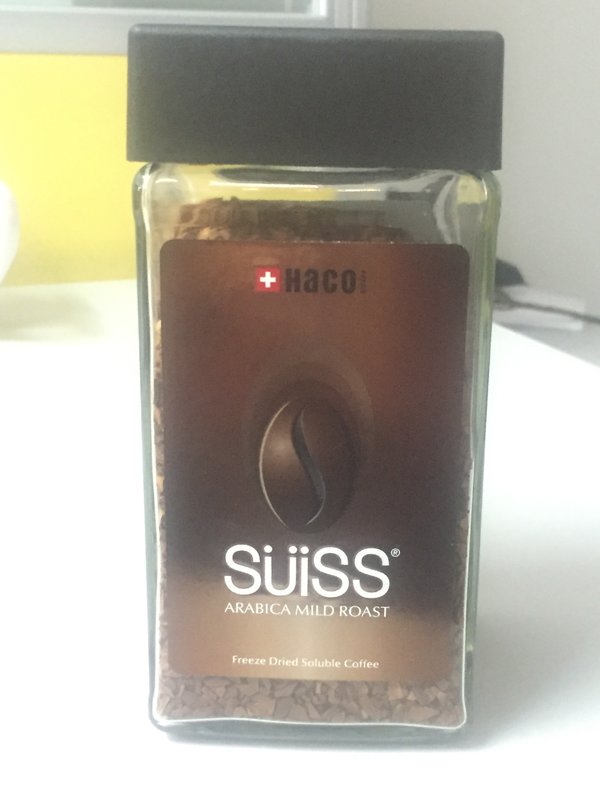 Haco
SÜiSS®
ARABICA MILD ROAST
Freeze Dried Soluble Coffee